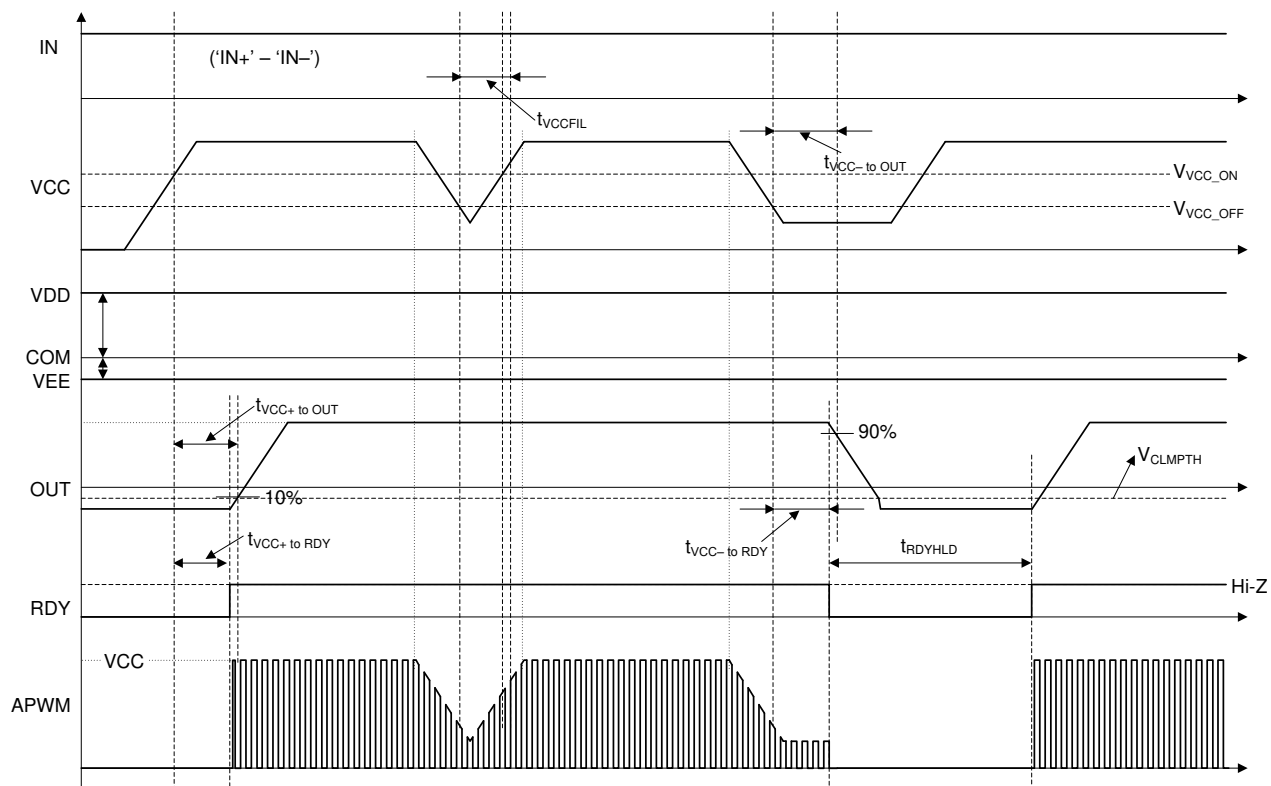 IN
(‘IN+’ – ‘IN–’)
tVCCFIL
tVCC– to OUT
VCC
VVCC_ON
VVCC_OFF
VDD
COM
VEE
tVCC+ to OUT
90%
VCLMPTH
OUT
10%
tVCC+ to RDY
tVCC– to RDY
tRDYHLD
Hi-Z
RDY
VCC
APWM